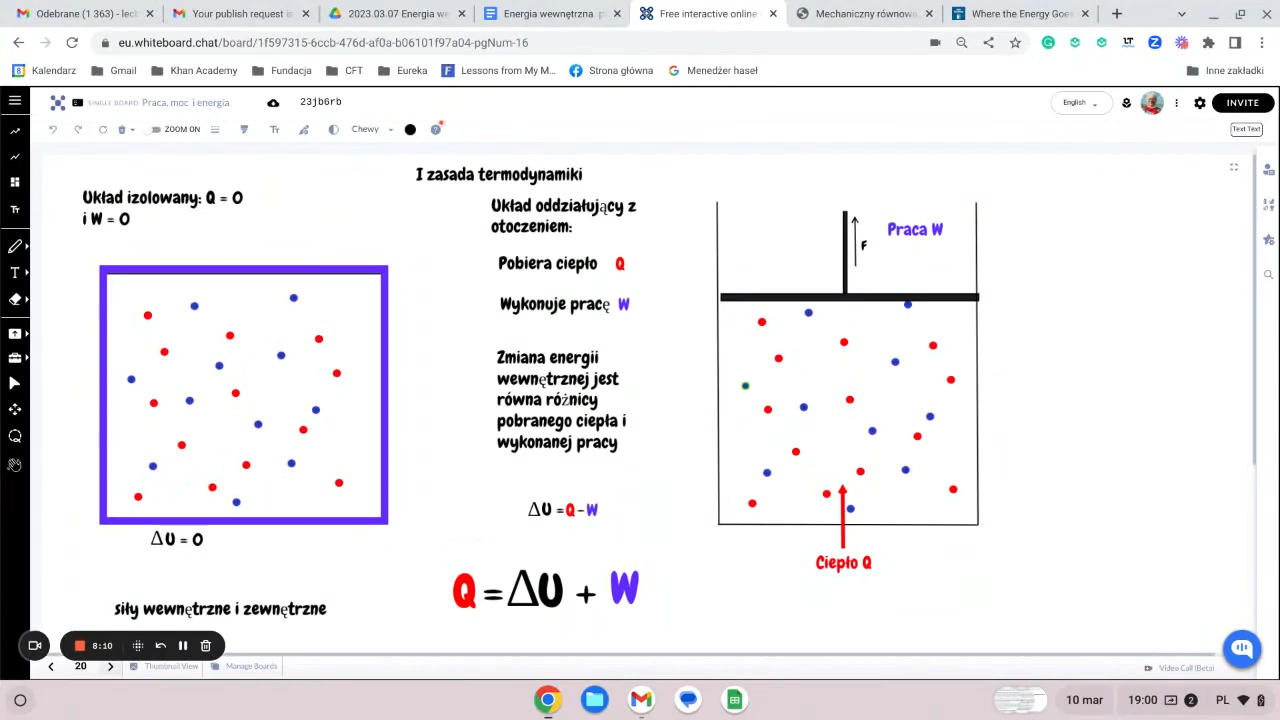 Odebrane (1 363) - lech
Your publish request i
2023.03.07 Energia we
Energia wewnętrzna
Free interactive online
Mechaniczny równowa
Where the Energy Goes
eu.whiteboard.chat/board/1f597315-6ccb-476d-af0a-b06101f97c04-pgNum-16
Kalendarz
Gmail
Khan Academy
Fundacja
CFT
Eureka
Lessons from My M...
Strona główna
Menedżer haseł
Inne zakładki
SINGLE BOARD Praca, moc i energia
23jb6rb
English
INVITE
ZOOM ON
Chewy
Text Text
I zasada termodynamiki
Układ izolowany: Q = 0
i W = 0
ΔU = 0
siły wewnętrzne i zewnętrzne
Układ oddziałujący z
otoczeniem:
Pobiera ciepło Q
Wykonuje pracę W
Zmiana energii
wewnętrznej jest
równa różnicy
pobranego ciepła i
wykonanej pracy
ΔU =Q-W
Q = ΔU + W
Praca W
F
Ciepło Q
8:10
20
Thumbnail View
Manage Boards
Video Call (Beta)
10 mar
19:00
2
PL